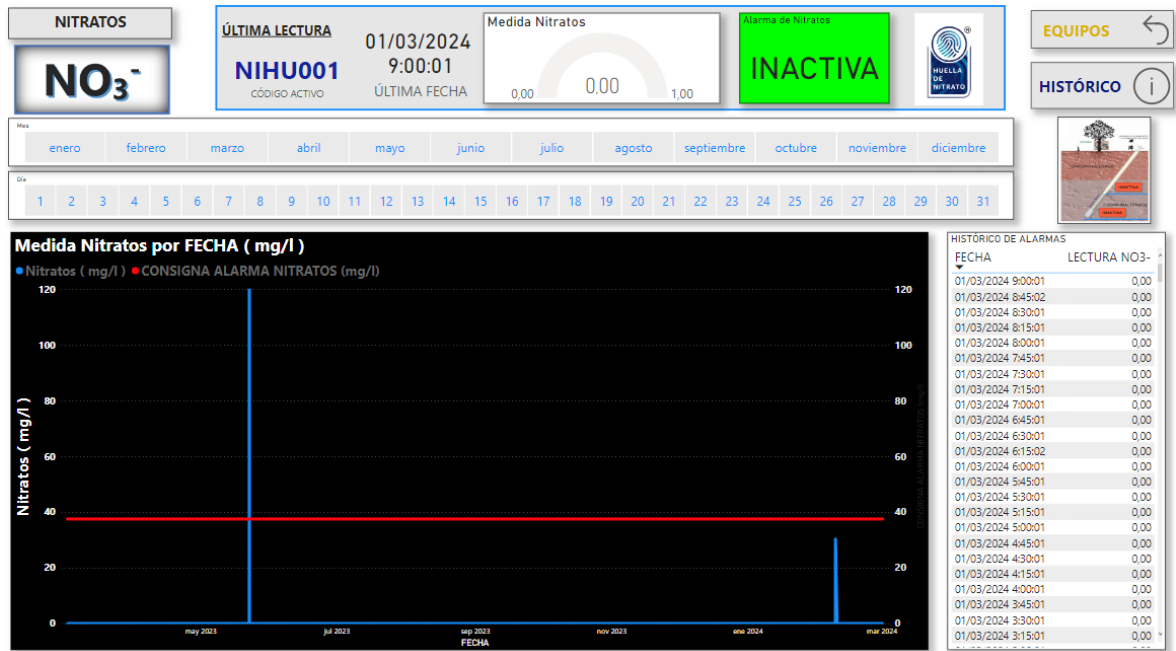 NITRATOS
NO3-
ÚLTIMA LECTURA
NIHU001
CÓDIGO ACTIVO
01/03/2024
9:00:01
ÚLTIMA FECHA
Medida Nitratos
0,00
0.00
1,00
Alarma de Nitratos
INACTIVA
HUELLA
DE
NITRATO
®
EQUIPOS
HISTÓRICO
i
Mes
enero febrero marzo abril mayo junio julio agosto septiembre octubre noviembre diciembre
Día
1 2 3 4 5 6 7 8 9 10 11 12 13 14 15 16 17 18 19 20 21 22 23 24 25 26 27 28 29 30 31
INACTIVA
INACTIVA
Medida Nitratos por FECHA ( mg/l )
Nitratos ( mg/l ) CONSIGNA ALARMA NITRATOS (mg/l)
Nitratos ( mg/l )
120 120
100 100
80 80
60 60
40 40
20 20
0 0
CONSIGNA ALARMA NITRATOS (mg/l)
may 2023 jul 2023 sep 2023 nov 2023 ene 2024 mar 2024
FECHA
HISTÓRICO DE ALARMAS
FECHA LECTURA NO3-
01/03/2024 9:00:01 0,00
01/03/2024 8:45:02 0,00
01/03/2024 8:30:01 0,00
01/03/2024 8:15:01 0,00
01/03/2024 8:00:01 0,00
01/03/2024 7:45:01 0,00
01/03/2024 7:30:01 0,00
01/03/2024 7:15:01 0,00
01/03/2024 7:00:01 0,00
01/03/2024 6:45:01 0,00
01/03/2024 6:30:01 0,00
01/03/2024 6:15:02 0,00
01/03/2024 6:00:01 0,00
01/03/2024 5:45:01 0,00
01/03/2024 5:30:01 0,00
01/03/2024 5:15:01 0,00
01/03/2024 5:00:01 0,00
01/03/2024 4:45:01 0,00
01/03/2024 4:30:01 0,00
01/03/2024 4:15:01 0,00
01/03/2024 4:00:01 0,00
01/03/2024 3:45:01 0,00
01/03/2024 3:30:01 0,00
01/03/2024 3:15:01 0,00